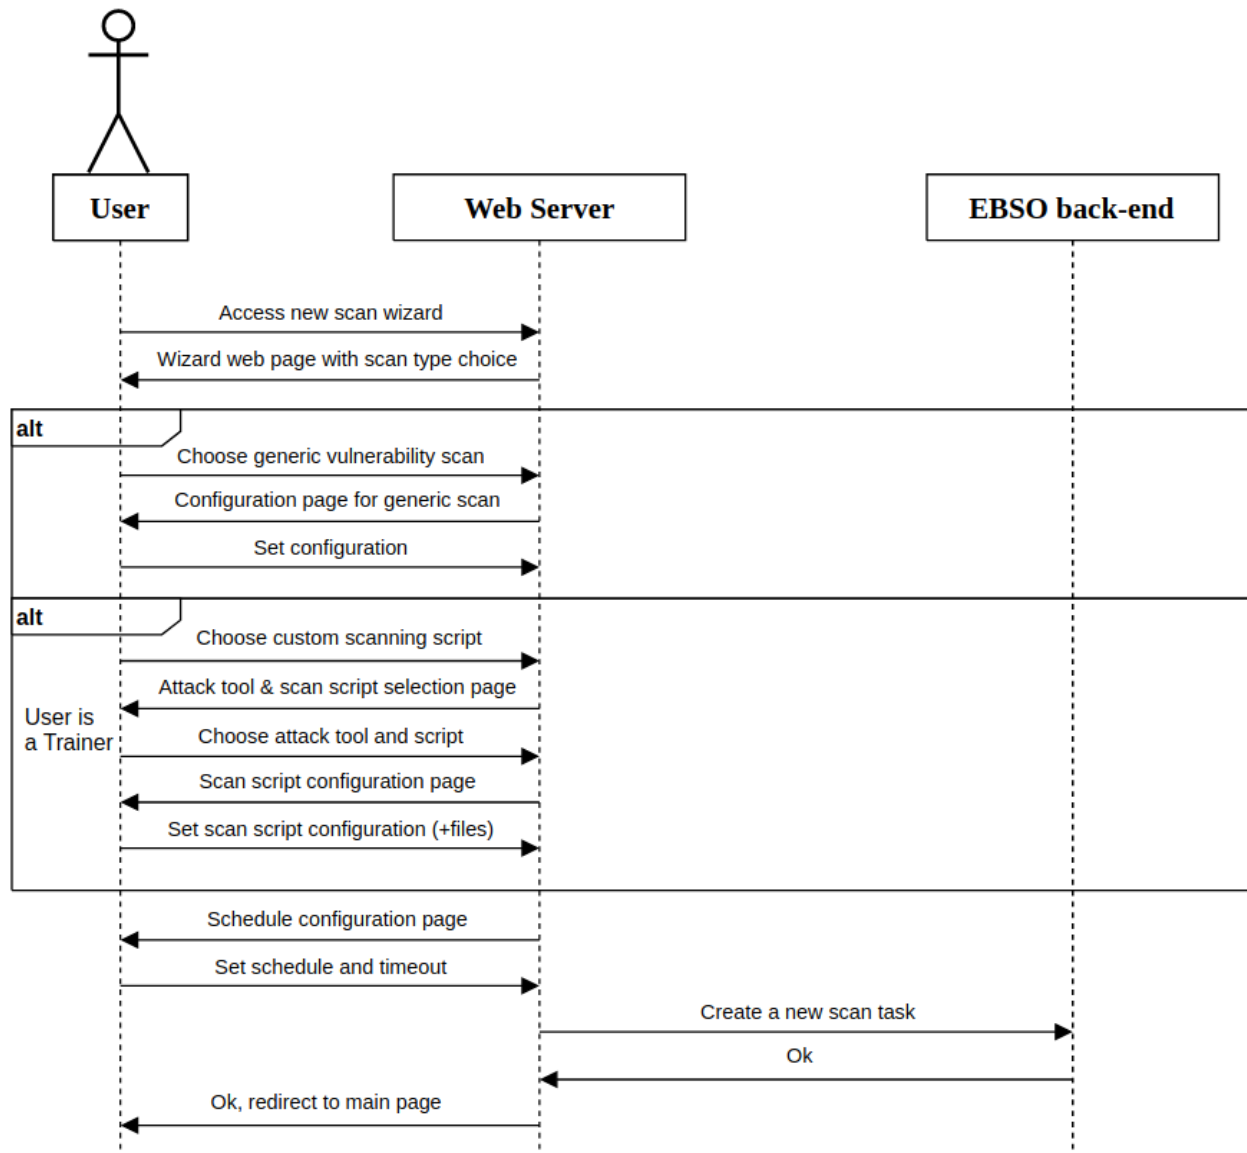 User
Web Server
EBSO back-end
Access new scan wizard
Wizard web page with scan type choice
alt
Choose generic vulnerability scan
Configuration page for generic scan
Set configuration
alt
Choose custom scanning script
Attack tool & scan script selection page
User is
a Trainer
Choose attack tool and script
Scan script configuration page
Set scan script configuration (+files)
Schedule configuration page
Set schedule and timeout
Create a new scan task
Ok
Ok, redirect to main page